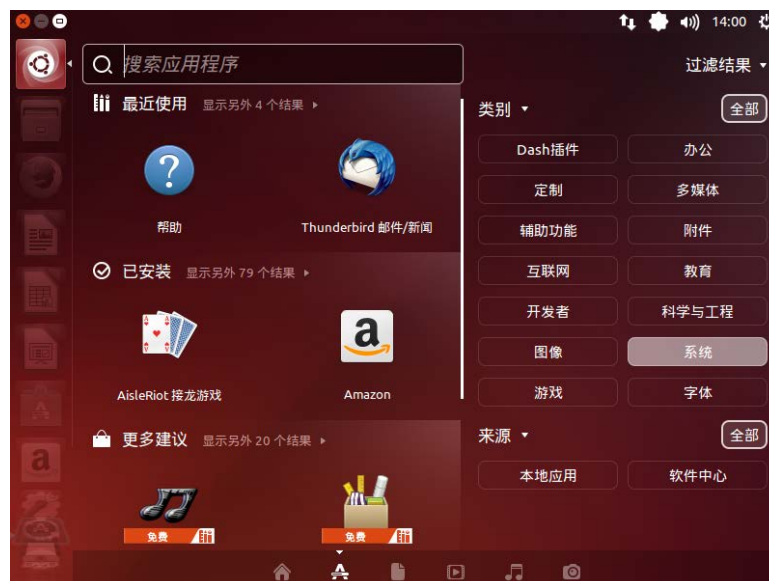 14:00
搜索应用程序
过滤结果
最近使用 显示另外 4 个结果
帮助
Thunderbird 邮件/新闻
已安装 显示另外 79 个结果
AisleRiot 接龙游戏
Amazon
更多建议 显示另外 20 个结果
免费
免费
类别
全部
Dash插件
办公
定制
多媒体
辅助功能
附件
互联网
教育
开发者
科学与工程
图像
系统
游戏
字体
来源
全部
本地应用
软件中心